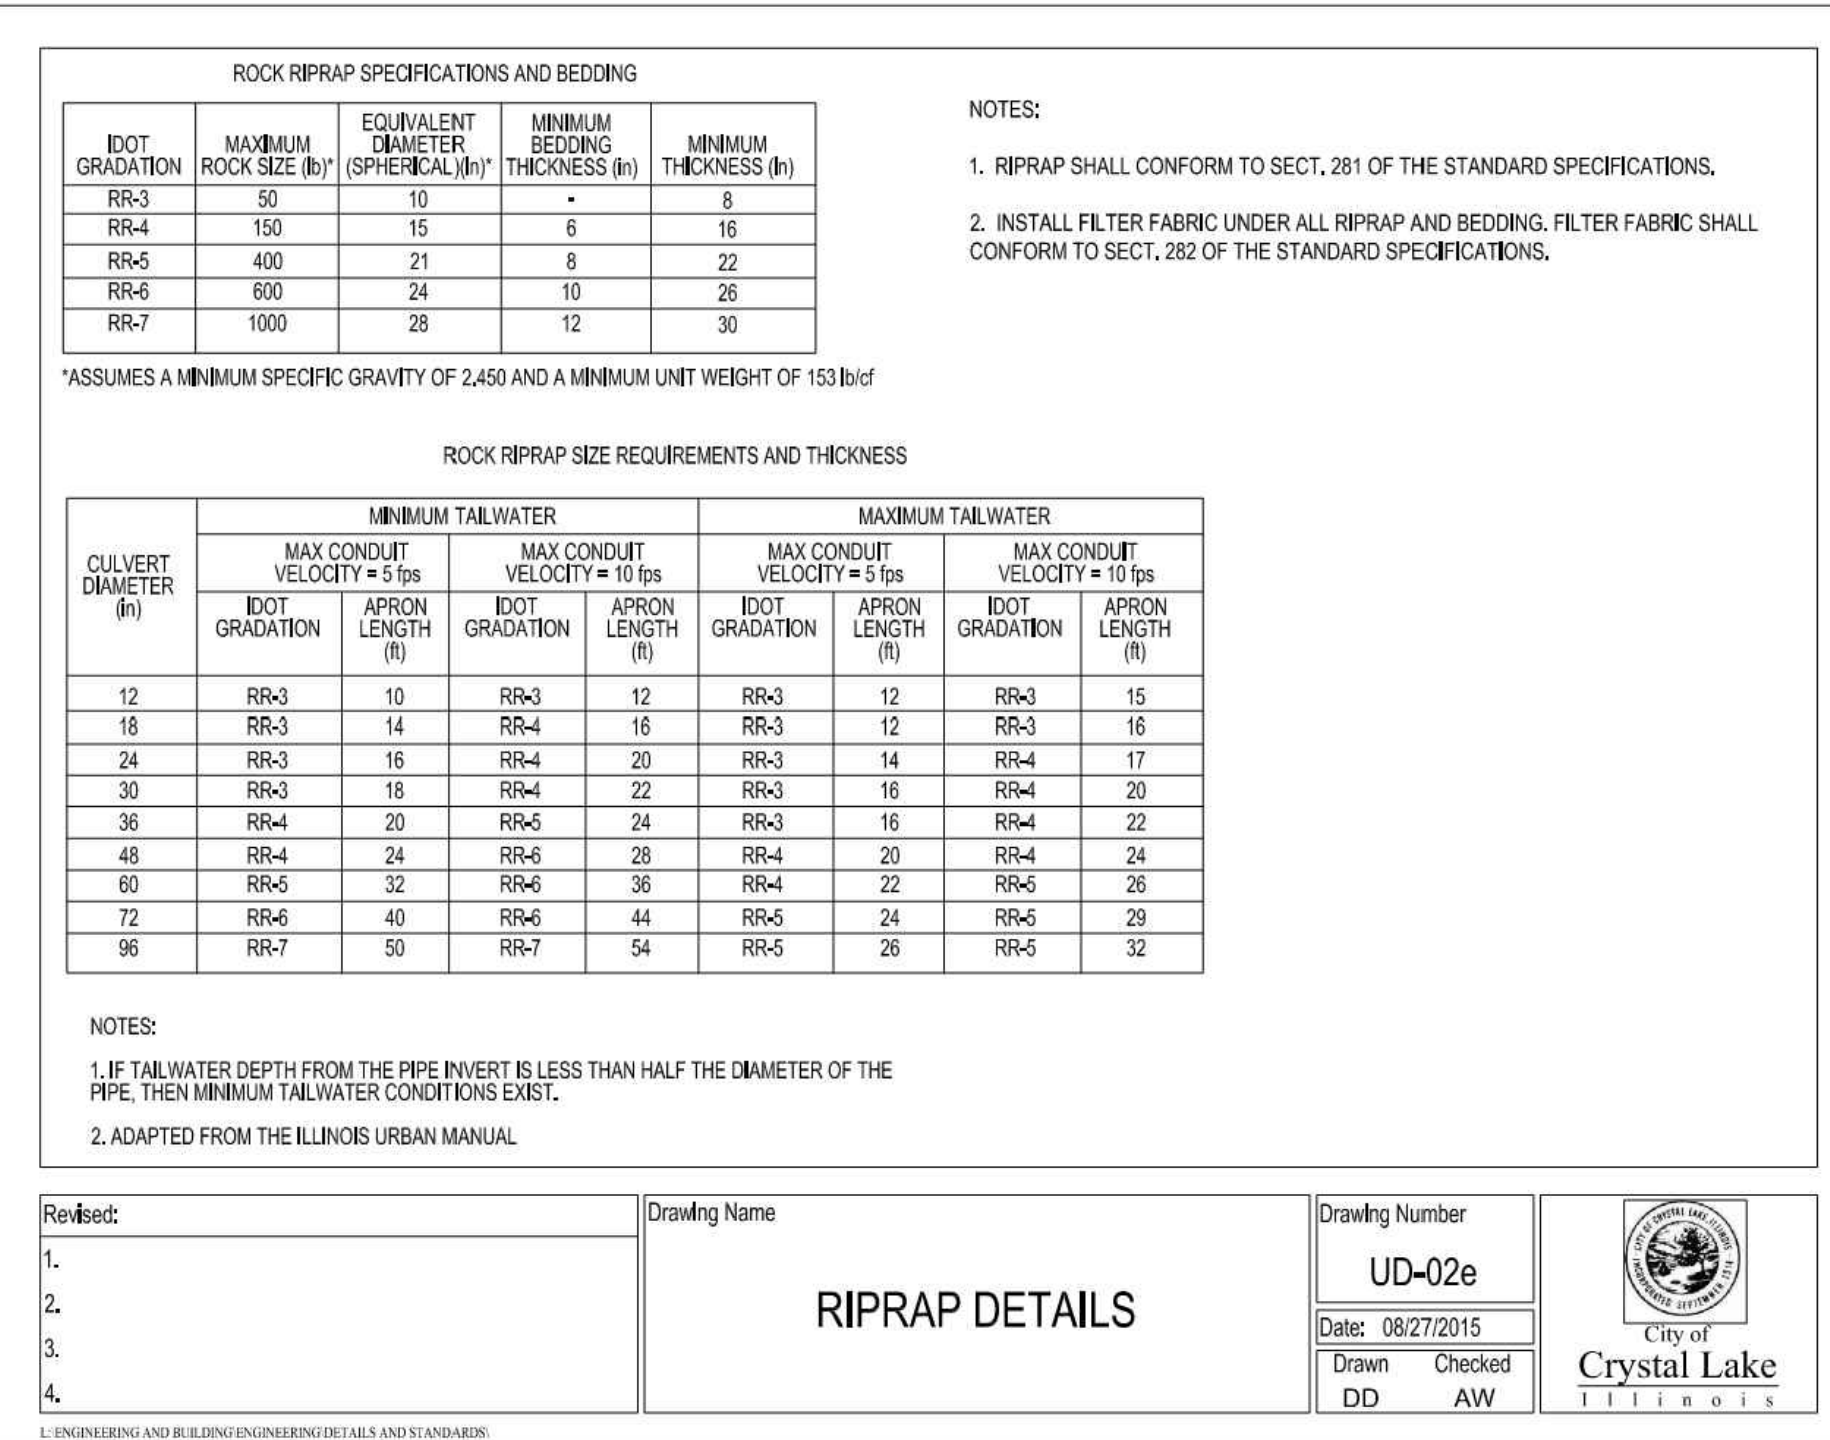 ROCK RIPRAP SPECIFICATIONS AND BEDDING
IDOT GRADATION MAXIMUM ROCK SIZE (lb)* EQUIVALENT DIAMETER (SPHERICAL)(In)* MINIMUM BEDDING THICKNESS (in) MINIMUM THICKNESS (In)
RR-3 50 10 - 8
RR-4 150 15 6 16
RR-5 400 21 8 22
RR-6 600 24 10 26
RR-7 1000 28 12 30
*ASSUMES A MINIMUM SPECIFIC GRAVITY OF 2.450 AND A MINIMUM UNIT WEIGHT OF 153 lb/cf
NOTES:
1. RIPRAP SHALL CONFORM TO SECT. 281 OF THE STANDARD SPECIFICATIONS.
2. INSTALL FILTER FABRIC UNDER ALL RIPRAP AND BEDDING. FILTER FABRIC SHALL
CONFORM TO SECT. 282 OF THE STANDARD SPECIFICATIONS.
ROCK RIPRAP SIZE REQUIREMENTS AND THICKNESS
CULVERT DIAMETER (in) MINIMUM TAILWATER MAXIMUM TAILWATER
MAX CONDUIT VELOCITY = 5 fps MAX CONDUIT VELOCITY = 10 fps MAX CONDUIT VELOCITY = 5 fps MAX CONDUIT VELOCITY = 10 fps
IDOT GRADATION APRON LENGTH (ft) IDOT GRADATION APRON LENGTH (ft) IDOT GRADATION APRON LENGTH (ft) IDOT GRADATION APRON LENGTH (ft)
12 RR-3 10 RR-3 12 RR-3 12 RR-3 15
18 RR-3 14 RR-4 16 RR-3 12 RR-3 16
24 RR-3 16 RR-4 20 RR-3 14 RR-4 17
30 RR-3 18 RR-4 22 RR-3 16 RR-4 20
36 RR-4 20 RR-5 24 RR-3 16 RR-4 22
48 RR-4 24 RR-6 28 RR-4 20 RR-4 24
60 RR-5 32 RR-6 36 RR-4 22 RR-5 26
72 RR-6 40 RR-6 44 RR-5 24 RR-5 29
96 RR-7 50 RR-7 54 RR-5 26 RR-5 32
NOTES:
1. IF TAILWATER DEPTH FROM THE PIPE INVERT IS LESS THAN HALF THE DIAMETER OF THE
PIPE, THEN MINIMUM TAILWATER CONDITIONS EXIST.
2. ADAPTED FROM THE ILLINOIS URBAN MANUAL
Revised:
1.
2.
3.
4.
Drawing Name
RIPRAP DETAILS
Drawing Number
UD-02e
Date: 08/27/2015
Drawn Checked
DD AW
CITY OF CRYSTAL LAKE, ILLINOIS
INCORPORATED SEPTEMBER 1914
City of
Crystal Lake
Illinois
L:\ENGINEERING AND BUILDING\ENGINEERING\DETAILS AND STANDARDS\